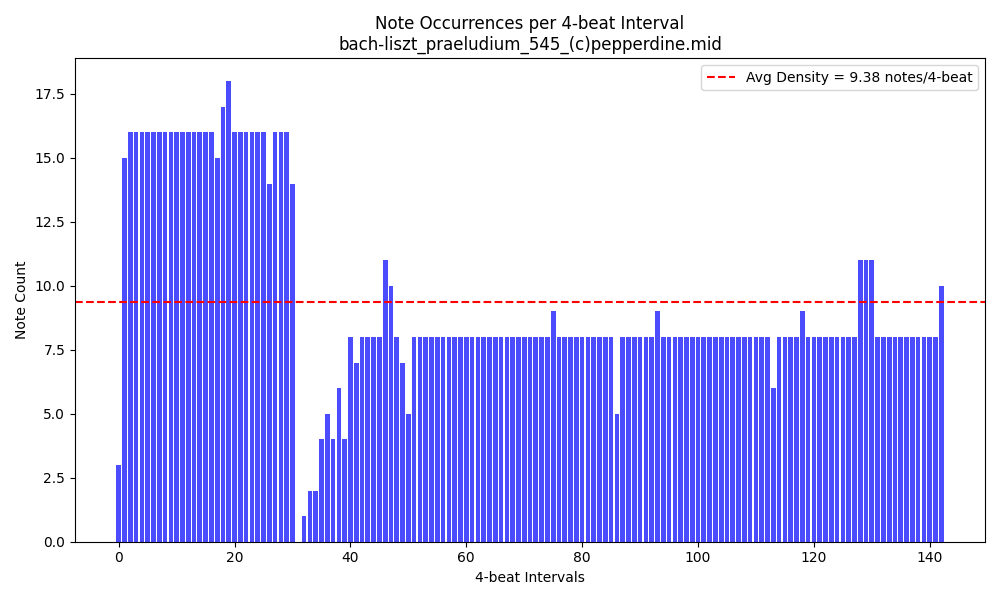 Note Occurrences per 4-beat Interval
bach-liszt_praeludium_545_(c)pepperdine.mid
Avg Density = 9.38 notes/4-beat
Note Count
17.5
15.0
12.5
10.0
7.5
5.0
2.5
0.0
0 20 40 60 80 100 120 140
4-beat Intervals